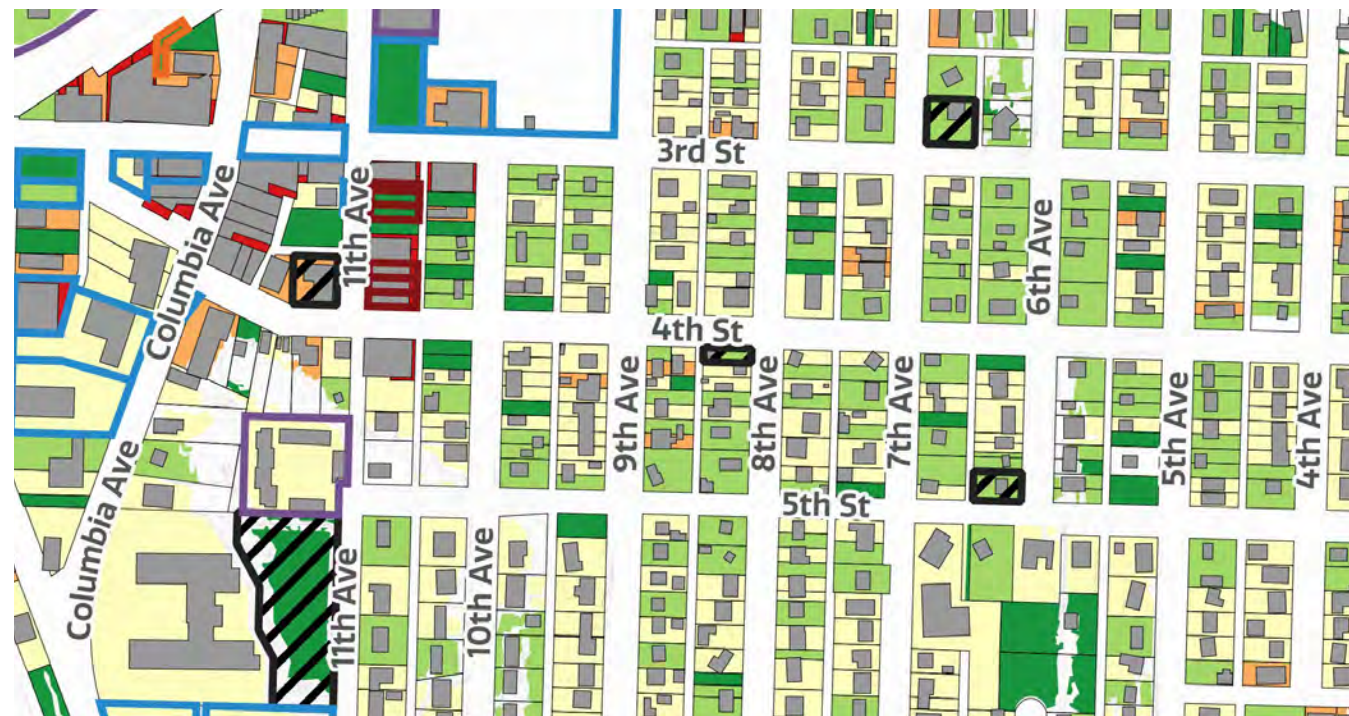 3rd St
Columbia Ave
11th Ave
6th Ave
4th St
9th Ave
8th Ave
7th Ave
5th Ave
4th Ave
Columbia Ave
5th St
11th Ave
10th Ave